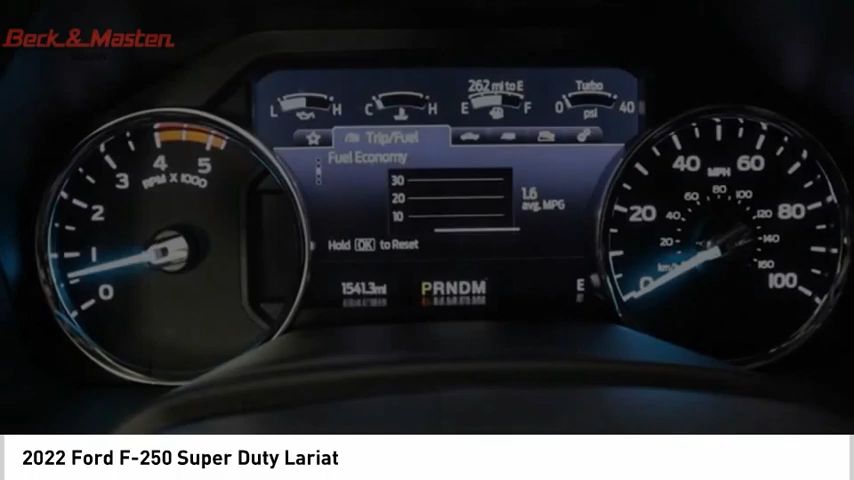 Beck & Masten
262 mi to E
Turbo
L H C H E F 0 40
psi
Trip/Fuel
Fuel Economy
30
20
10
1.6
avg. MPG
Hold OK to Reset
1541.3mi
PRNDM
E
0 1 2 3 4 5
RPM X 1000
0 20 40 60 80 100
MPH
20 40 60 80 100 120 140 160
km/h
2022 Ford F-250 Super Duty Lariat